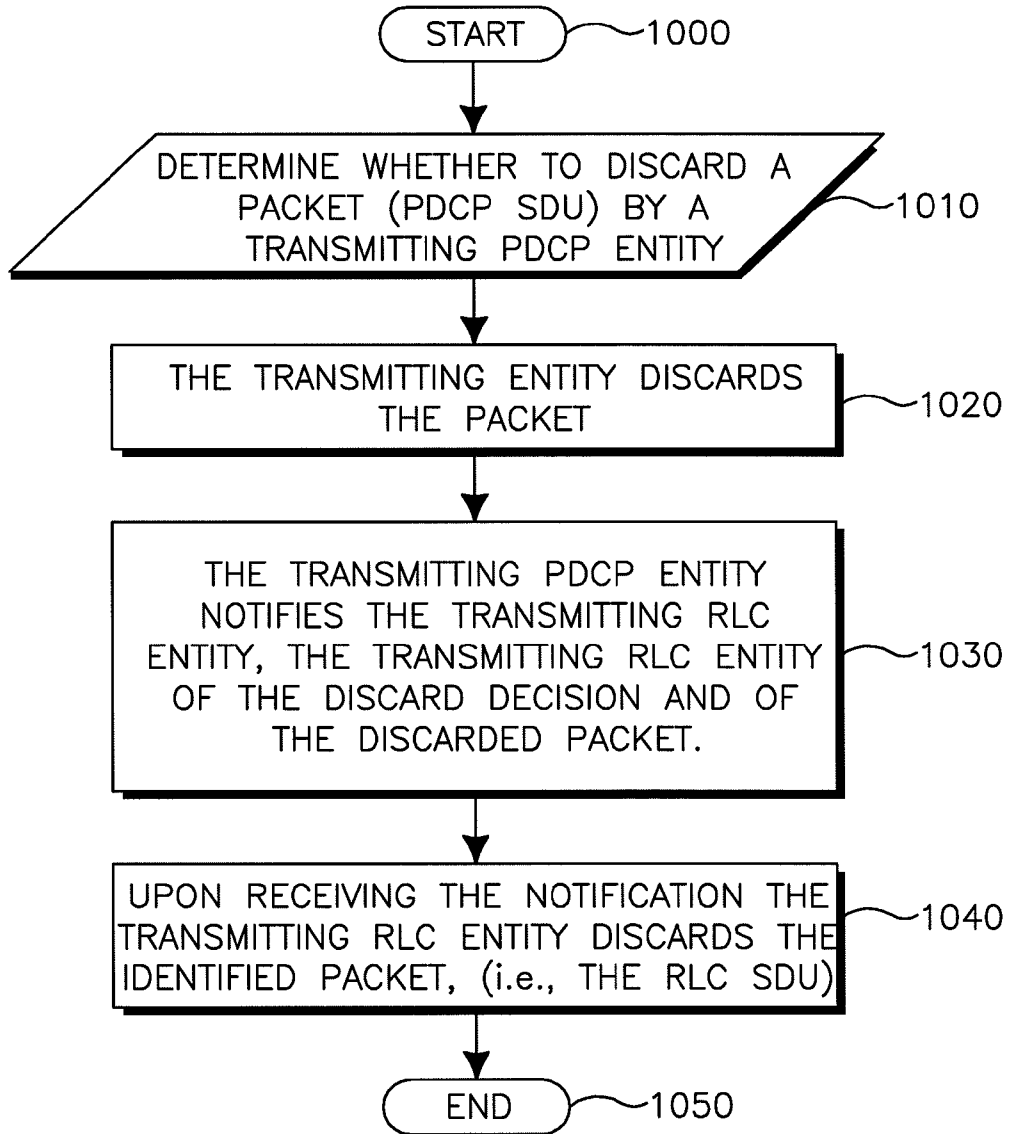 START
1000
DETERMINE WHETHER TO DISCARD A
PACKET (PDCP SDU) BY A
TRANSMITTING PDCP ENTITY
1010
THE TRANSMITTING ENTITY DISCARDS
THE PACKET
1020
THE TRANSMITTING PDCP ENTITY
NOTIFIES THE TRANSMITTING RLC
ENTITY, THE TRANSMITTING RLC ENTITY
OF THE DISCARD DECISION AND OF
THE DISCARDED PACKET.
1030
UPON RECEIVING THE NOTIFICATION THE
TRANSMITTING RLC ENTITY DISCARDS THE
IDENTIFIED PACKET, (i.e., THE RLC SDU)
1040
END
1050